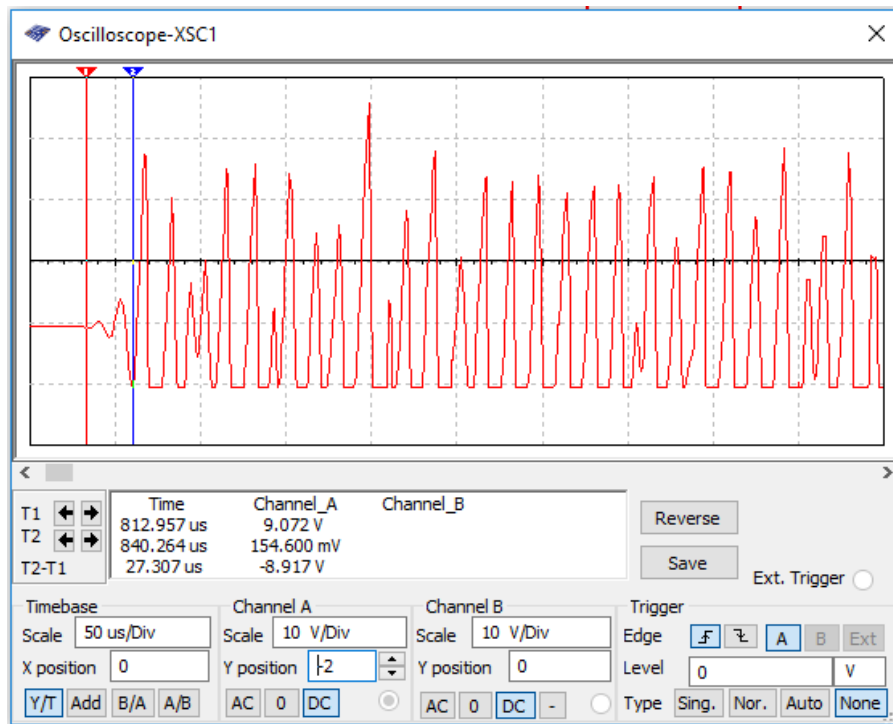 Oscilloscope-XSC1
1 2
Time Channel_A Channel_B
T1 812.957 us 9.072 V
T2 840.264 us 154.600 mV
T2-T1 27.307 us -8.917 V
Reverse
Save
Ext. Trigger
Timebase Channel A Channel B Trigger
Scale 50 us/Div Scale 10 V/Div Scale 10 V/Div Edge A B Ext
X position 0 Y position -2 Y position 0 Level 0 V
Y/T Add B/A A/B AC 0 DC AC 0 DC - Type Sing. Nor. Auto None